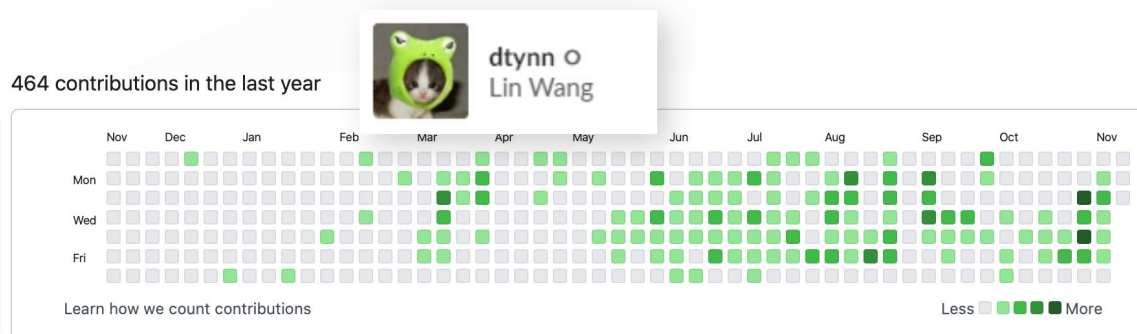 dtynn
Lin Wang
464 contributions in the last year
Nov Dec Jan Feb Mar Apr May Jun Jul Aug Sep Oct Nov
Mon
Wed
Fri
Learn how we count contributions
Less More